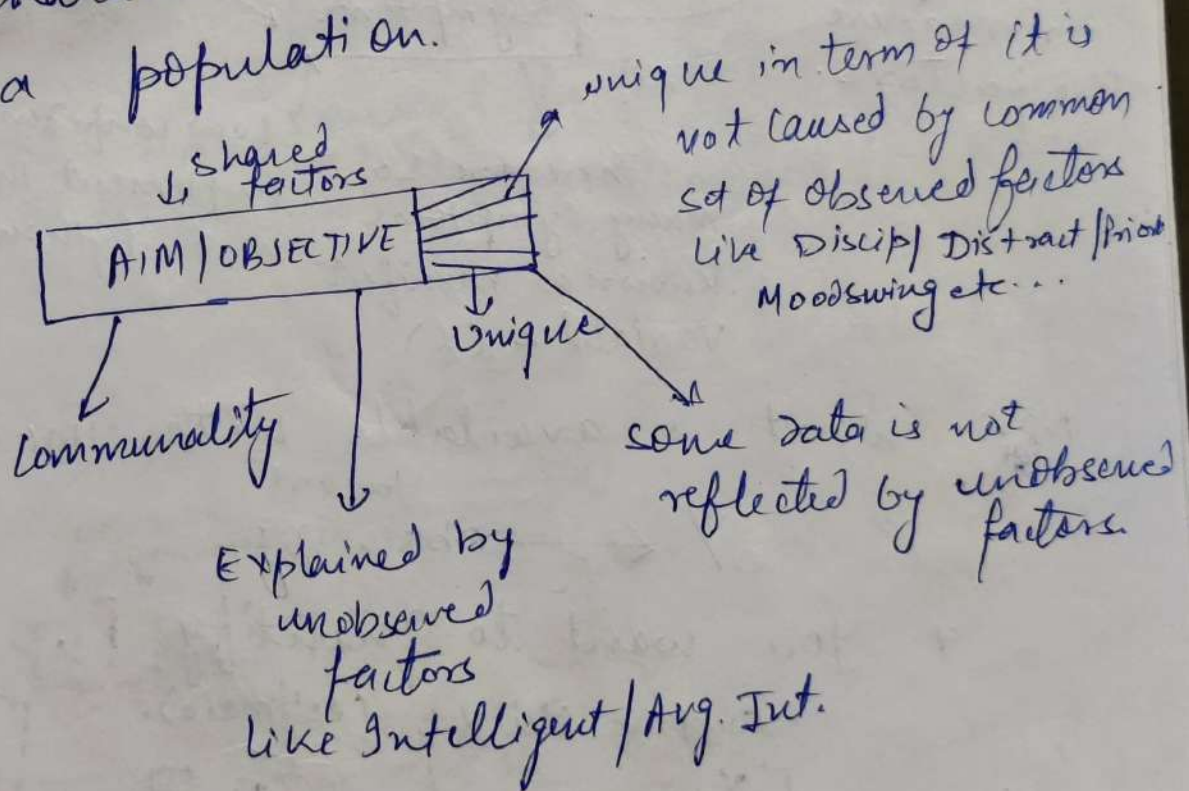 a population.
shared
factors
AIM/OBJECTIVE
unique in term of it is
not caused by common
set of observed factors
like Discip/ Distract/Priort
Moodswing etc...
Unique
Communality
some data is not
reflected by unobserved
factors.
Explained by
unobserved
factors
like Intelligent/Avg. Int.